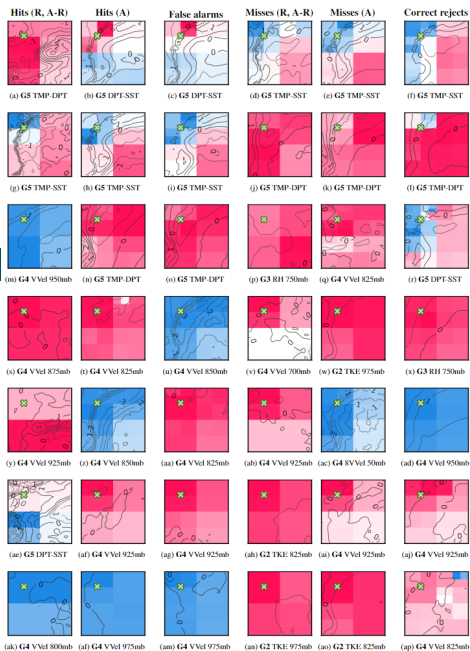 Hits (R, A-R) Hits (A) False alarms Misses (R, A-R) Misses (A) Correct rejects
(a) G5 TMP-DPT (b) G5 DPT-SST (c) G5 DPT-SST (d) G5 TMP-SST (e) G5 TMP-SST (f) G5 TMP-SST
(g) G5 TMP-SST (h) G5 TMP-SST (i) G5 TMP-SST (j) G5 TMP-DPT (k) G5 TMP-DPT (l) G5 TMP-DPT
(m) G4 VVel 950mb (n) G5 TMP-DPT (o) G5 TMP-DPT (p) G3 RH 750mb (q) G4 VVel 825mb (r) G5 DPT-SST
(s) G4 VVel 875mb (t) G4 VVel 825mb (u) G4 VVel 850mb (v) G4 VVel 700mb (w) G2 TKE 975mb (x) G3 RH 750mb
(y) G4 VVel 925mb (z) G4 VVel 850mb (aa) G4 VVel 825mb (ab) G4 VVel 925mb (ac) G4 8VVel 50mb (ad) G4 VVel 950mb
(ae) G5 DPT-SST (af) G4 VVel 925mb (ag) G4 VVel 925mb (ah) G2 TKE 825mb (ai) G4 VVel 925mb (aj) G4 VVel 925mb
(ak) G4 VVel 800mb (al) G4 VVel 975mb (am) G4 VVel 975mb (an) G2 TKE 975mb (ao) G2 TKE 825mb (ap) G4 VVel 825mb